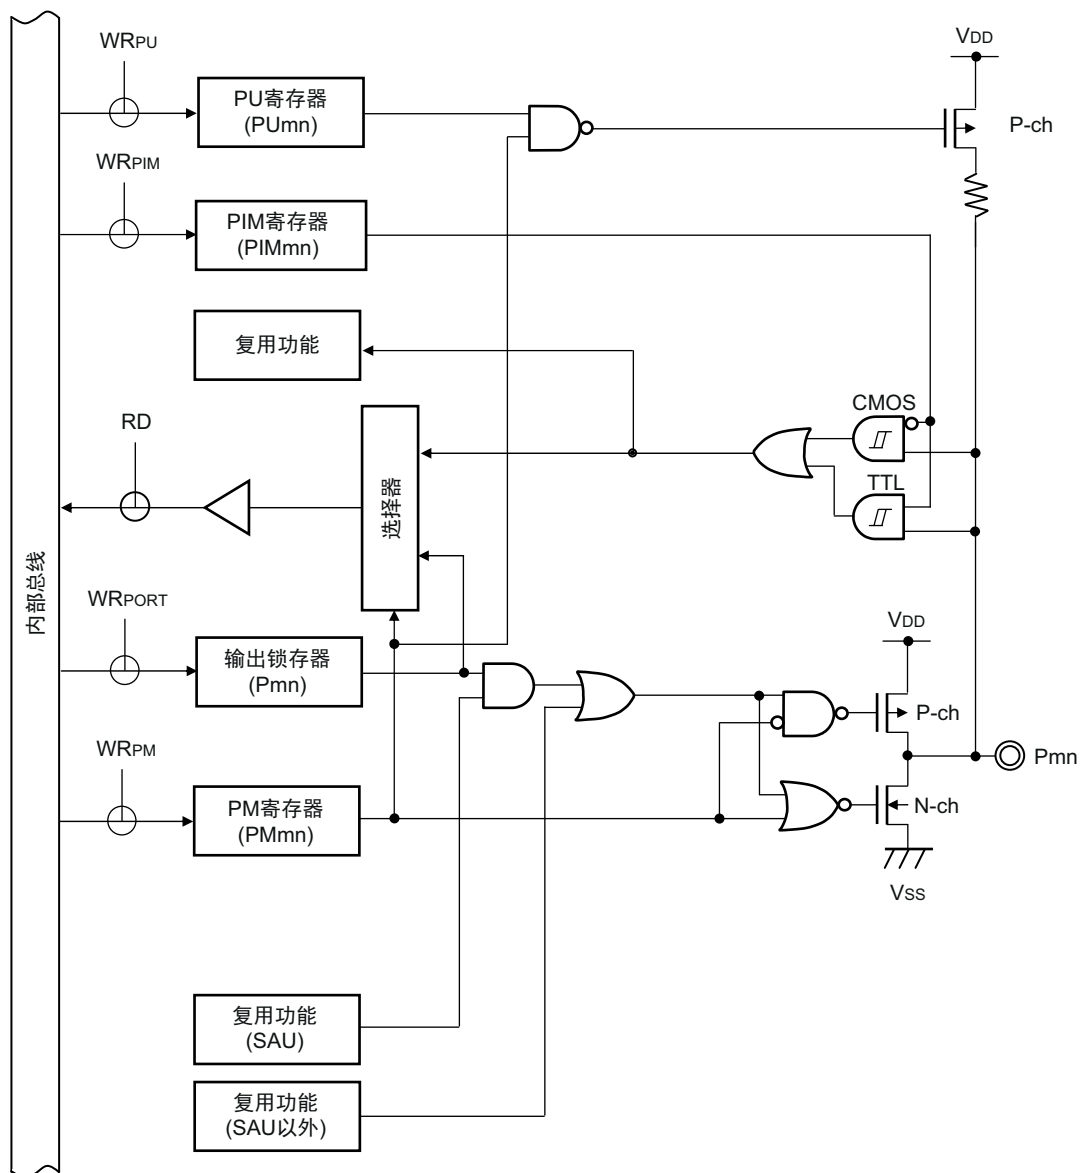 WRPU
VDD
PU寄存器
(PUmn)
P-ch
WRPIM
PIM寄存器
(PIMmn)
复用功能
CMOS
RD
TTL
选择器
内部总线
WRPORT
VDD
输出锁存器
(Pmn)
P-ch
WRPM
Pmn
PM寄存器
(PMmn)
N-ch
VSS
复用功能
(SAU)
复用功能
(SAU以外)